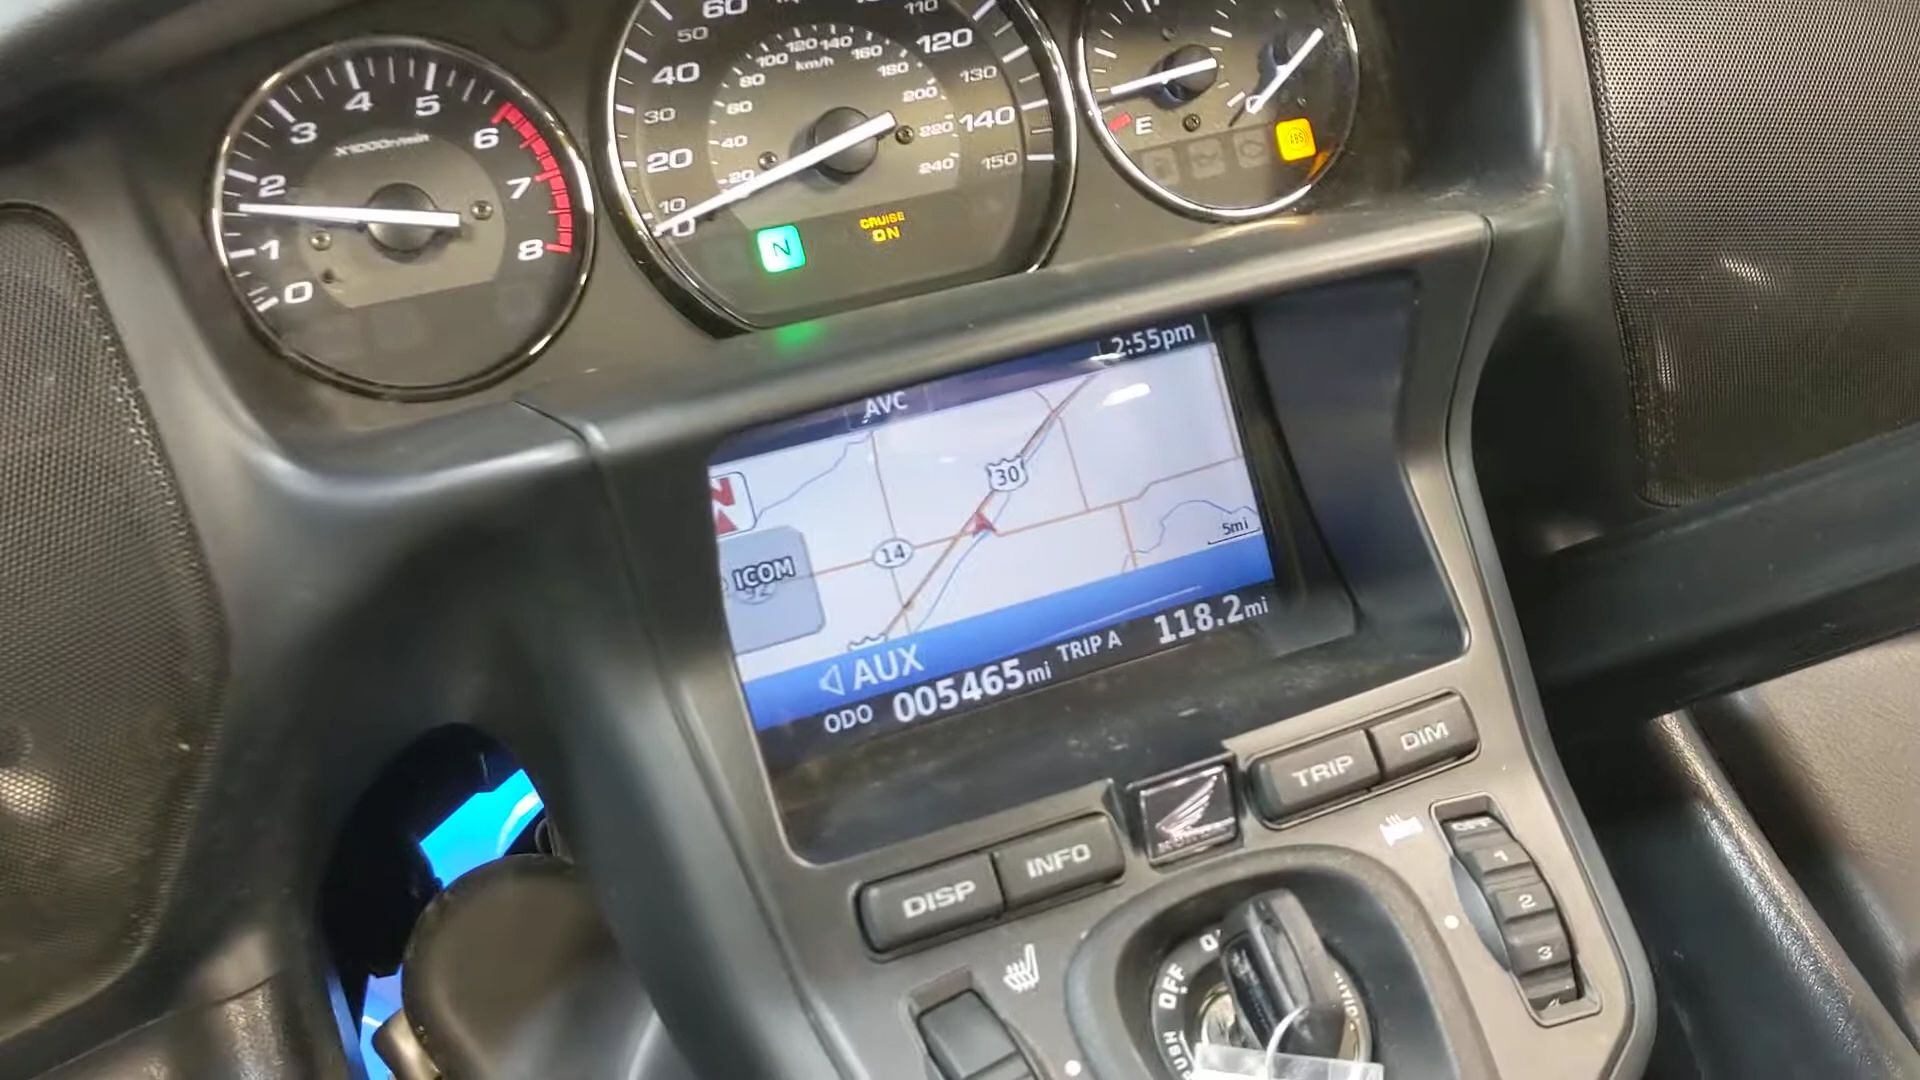 0
1
2
3
4
5
6
7
8
X1000r/min
0
10
20
30
40
50
60
110
120
130
140
150
20
40
60
80
100
120
140
160
180
200
220
240
km/h
N
CRUISE
ON
E
ABS
AVC
2:55pm
N
30
14
5mi
ICOM
AUX
ODO 005465mi TRIP A 118.2mi
DISP
INFO
TRIP
DIM
OFF
1
2
3
OFF